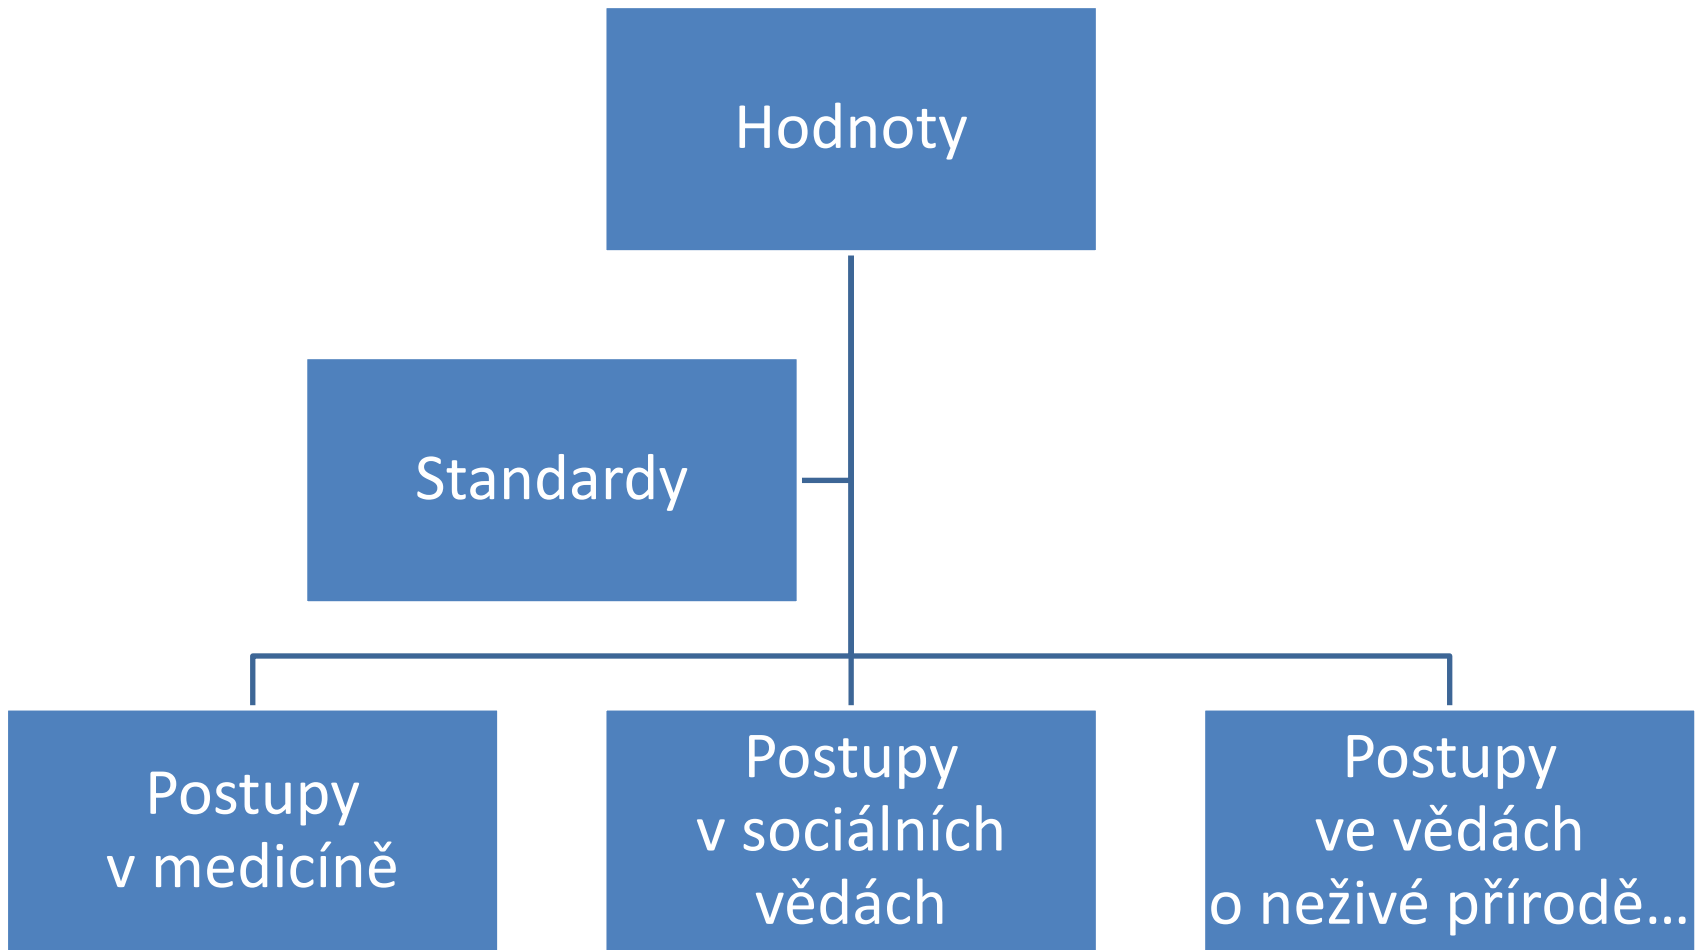 Hodnoty
Standardy
Postupy
v medicíně
Postupy
v sociálních
vědách
Postupy
ve vědách
o neživé přírodě…